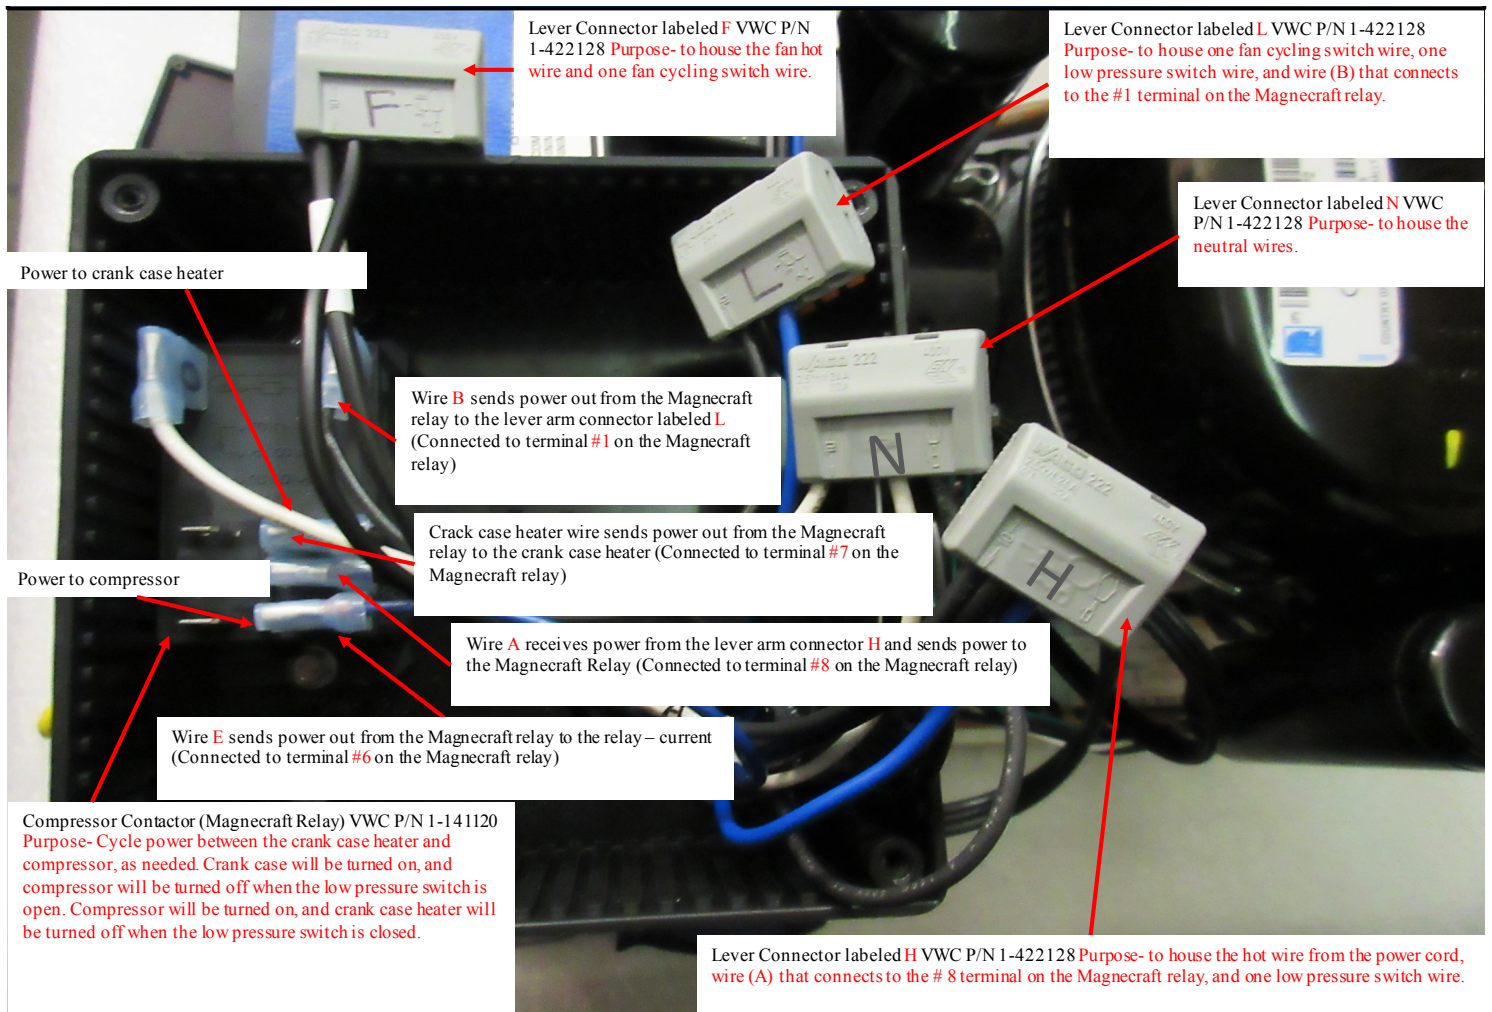 Lever Connector labeled F VWC P/N
1-422128 Purpose- to house the fan hot
wire and one fan cycling switch wire.
Lever Connector labeled L VWC P/N 1-422128
Purpose- to house one fan cycling switch wire, one
low pressure switch wire, and wire (B) that connects
to the #1 terminal on the Magnecraft relay.
222
F
Lever Connector labeled N VWC
P/N 1-422128 Purpose- to house the
neutral wires.
222
L
Power to crank case heater
222
400V
N
Wire B sends power out from the Magnecraft
relay to the lever arm connector labeled L
(Connected to terminal #1 on the Magnecraft
relay)
222
H
Crack case heater wire sends power out from the Magnecraft
relay to the crank case heater (Connected to terminal #7 on the
Magnecraft relay)
Power to compressor
Wire A receives power from the lever arm connector H and sends power to
the Magnecraft Relay (Connected to terminal #8 on the Magnecraft relay)
Wire E sends power out from the Magnecraft relay to the relay – current
(Connected to terminal #6 on the Magnecraft relay)
Compressor Contactor (Magnecraft Relay) VWC P/N 1-141120
Purpose- Cycle power between the crank case heater and
compressor, as needed. Crank case will be turned on, and
compressor will be turned off when the low pressure switch is
open. Compressor will be turned on, and crank case heater will
be turned off when the low pressure switch is closed.
Lever Connector labeled H VWC P/N 1-422128 Purpose- to house the hot wire from the power cord,
wire (A) that connects to the # 8 terminal on the Magnecraft relay, and one low pressure switch wire.